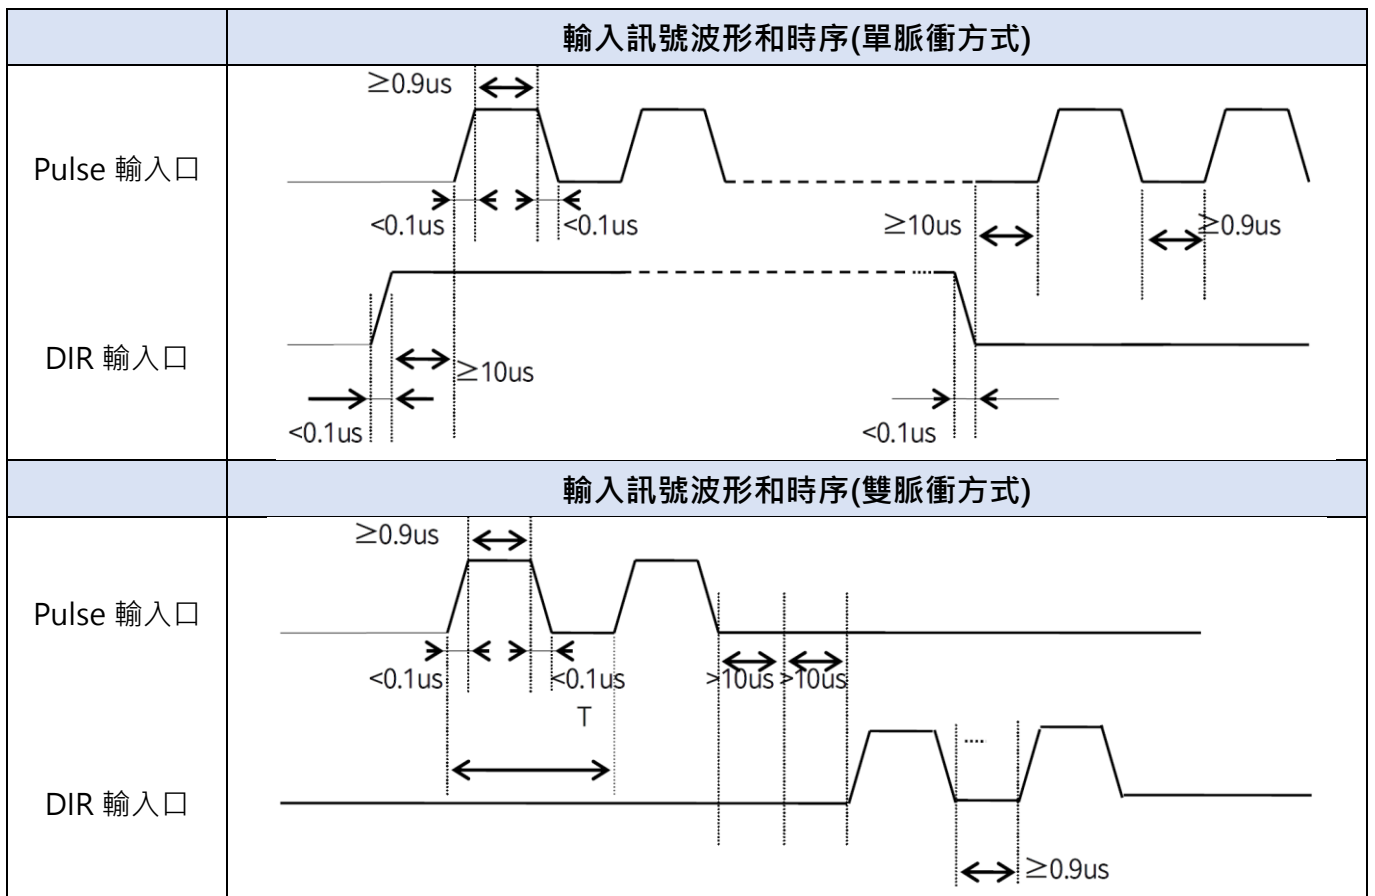 輸入訊號波形和時序(單脈衝方式)
≥0.9us
Pulse 輸入口
<0.1us
<0.1us
≥10us
≥0.9us
DIR 輸入口
≥10us
<0.1us
<0.1us
輸入訊號波形和時序(雙脈衝方式)
≥0.9us
Pulse 輸入口
<0.1us
<0.1us
>10us
>10us
T
DIR 輸入口
≥0.9us